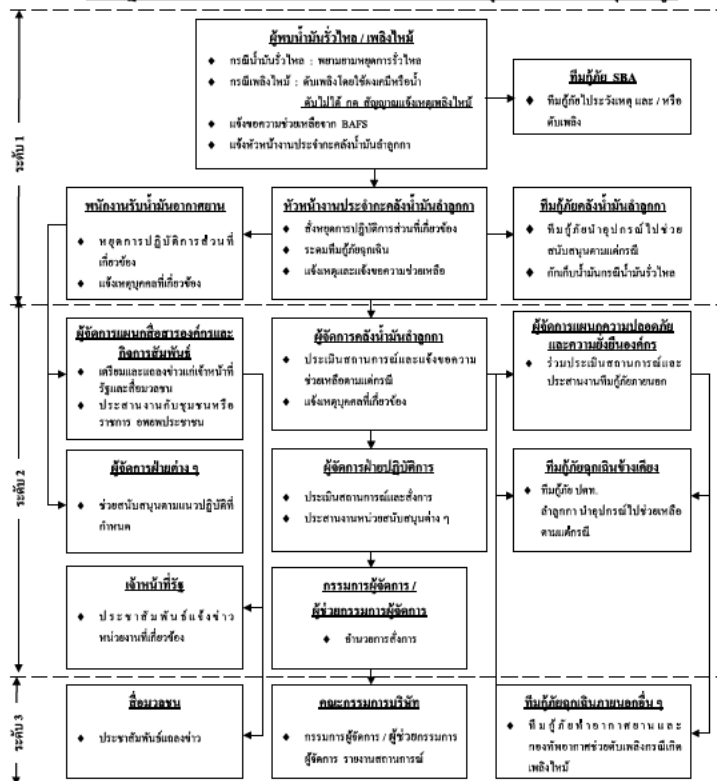 ผู้พบน้ำมันรั่วไหล / เพลิงไหม้
♦ กรณีน้ำมันรั่วไหล : พยายามหยุดการรั่วไหล
♦ กรณีเพลิงไหม้ : ดับเพลิงโดยใช้ผงเคมีหรือน้ำ
ดับไม่ได้ กด สัญญาณแจ้งเหตุเพลิงไหม้
♦ แจ้งขอความช่วยเหลือจาก BAFS
♦ แจ้งหัวหน้างานประจำกะคลังน้ำมันลำลูกกา
ทีมกู้ภัย SBA
♦ ทีมกู้ภัยไประวังเหตุ และ / หรือ
ดับเพลิง
ระดับ 1
พนักงานรับน้ำมันอากาศยาน
♦ หยุดการปฏิบัติการส่วนที่
เกี่ยวข้อง
♦ แจ้งเหตุบุคคลที่เกี่ยวข้อง
หัวหน้างานประจำกะคลังน้ำมันลำลูกกา
♦ สั่งหยุดการปฏิบัติการส่วนที่เกี่ยวข้อง
♦ ระดมทีมกู้ภัยฉุกเฉิน
♦ แจ้งเหตุและแจ้งขอความช่วยเหลือ
ทีมกู้ภัยคลังน้ำมันลำลูกกา
♦ ทีมกู้ภัยนำอุปกรณ์ไปช่วย
สนับสนุนตามแต่กรณี
♦ กักเก็บน้ำมันกรณีน้ำมันรั่วไหล
ผู้จัดการแผนกสื่อสารองค์กรและ
กิจการสัมพันธ์
♦ เตรียมและแถลงข่าวแก่เจ้าหน้าที่
รัฐและสื่อมวลชน
♦ ประสานงานกับชุมชนหรือ
ราชการ อพยพประชาชน
ผู้จัดการคลังน้ำมันลำลูกกา
♦ ประเมินสถานการณ์และแจ้งขอความ
ช่วยเหลือตามแต่กรณี
♦ แจ้งเหตุบุคคลที่เกี่ยวข้อง
ผู้จัดการแผนกความปลอดภัย
และความยั่งยืนองค์กร
♦ ร่วมประเมินสถานการณ์และ
ประสานงานทีมกู้ภัยภายนอก
ระดับ 2
ผู้จัดการฝ่ายต่าง ๆ
♦ ช่วยสนับสนุนตามแนวปฏิบัติที่
กำหนด
ผู้จัดการฝ่ายปฏิบัติการ
♦ ประเมินสถานการณ์และสั่งการ
♦ ประสานงานหน่วยสนับสนุนต่าง ๆ
ทีมกู้ภัยฉุกเฉินข้างเคียง
♦ ทีมกู้ภัย ปตท.
ลำลูกกา นำอุปกรณ์ไปช่วยเหลือ
ตามแต่กรณี
เจ้าหน้าที่รัฐ
♦ ประชาสัมพันธ์แจ้งข่าว
หน่วยงานที่เกี่ยวข้อง
กรรมการผู้จัดการ /
ผู้ช่วยกรรมการผู้จัดการ
♦ อำนวยการสั่งการ
ระดับ 3
สื่อมวลชน
♦ ประชาสัมพันธ์แถลงข่าว
คณะกรรมการบริษัท
♦ กรรมการผู้จัดการ / ผู้ช่วยกรรมการ
ผู้จัดการ รายงานสถานการณ์
ทีมกู้ภัยฉุกเฉินภายนอกอื่น ๆ
♦ ทีมกู้ภัยท่าอากาศยานและ
กองทัพอากาศช่วยดับเพลิงกรณีเกิด
เพลิงไหม้